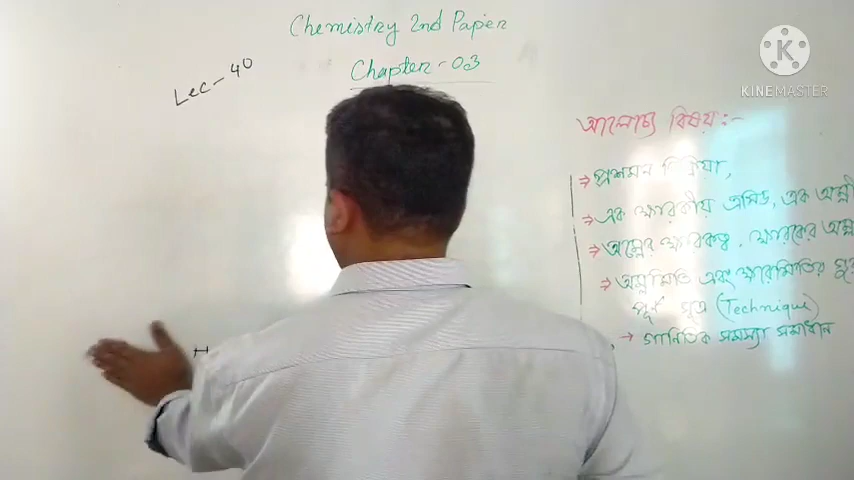 Chemistry 2nd Paper
Lec-40
Chapter-03
KINEMASTER
আলোচ্য বিষয়:-
⇒ প্রশমন
⇒ এক ক্ষারকীয় এসিড, এক অম্লী
⇒ অম্লের ক্ষারকত্ব, ক্ষারকের অম্ল
⇒ অম্লমিতি এবং ক্ষারমিতির
সূত্র (Technique)
→ গানিতিক সমস্যা সমাধান
H